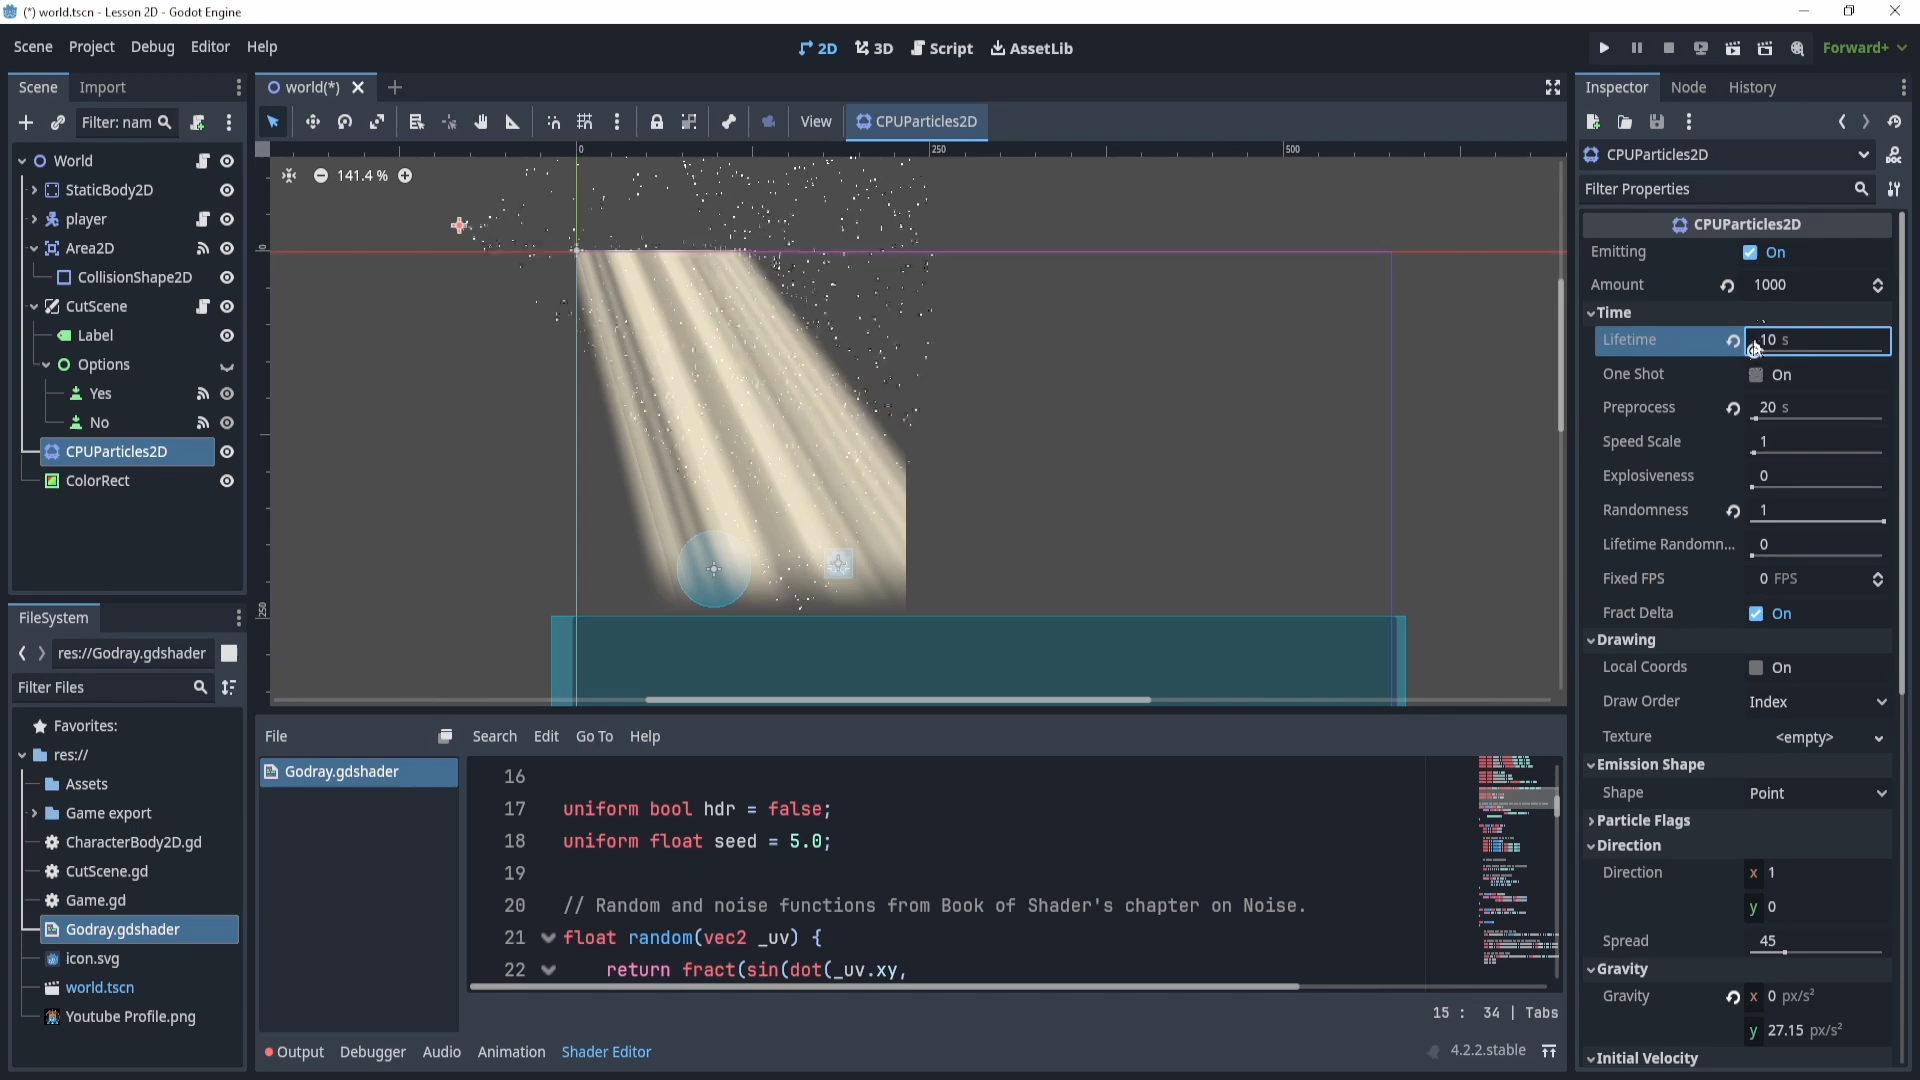 (*) world.tscn - Lesson 2D - Godot Engine
Scene Project Debug Editor Help
2D 3D Script AssetLib
Forward+
Scene Import
Filter: nam
World
StaticBody2D
player
Area2D
CollisionShape2D
CutScene
Label
Options
Yes
No
CPUParticles2D
ColorRect
FileSystem
res://Godray.gdshader
Filter Files
Favorites:
res://
Assets
Game export
CharacterBody2D.gd
CutScene.gd
Game.gd
Godray.gdshader
icon.svg
world.tscn
Youtube Profile.png
world(*)
View CPUParticles2D
0 250 500
141.4 %
0
250
File
Godray.gdshader
Search Edit Go To Help
16
17 uniform bool hdr = false;
18 uniform float seed = 5.0;
19
20 // Random and noise functions from Book of Shader's chapter on Noise.
21 float random(vec2 _uv) {
22 return fract(sin(dot(_uv.xy,
15 : 34 | Tabs
Output Debugger Audio Animation Shader Editor
4.2.2.stable
Inspector Node History
CPUParticles2D
Filter Properties
CPUParticles2D
Emitting On
Amount 1000
Time
Lifetime 10 s
One Shot On
Preprocess 20 s
Speed Scale 1
Explosiveness 0
Randomness 1
Lifetime Randomn... 0
Fixed FPS 0 FPS
Fract Delta On
Drawing
Local Coords On
Draw Order Index
Texture <empty>
Emission Shape
Shape Point
Particle Flags
Direction
Direction x 1
y 0
Spread 45
Gravity
Gravity x 0 px/s²
y 27.15 px/s²
Initial Velocity